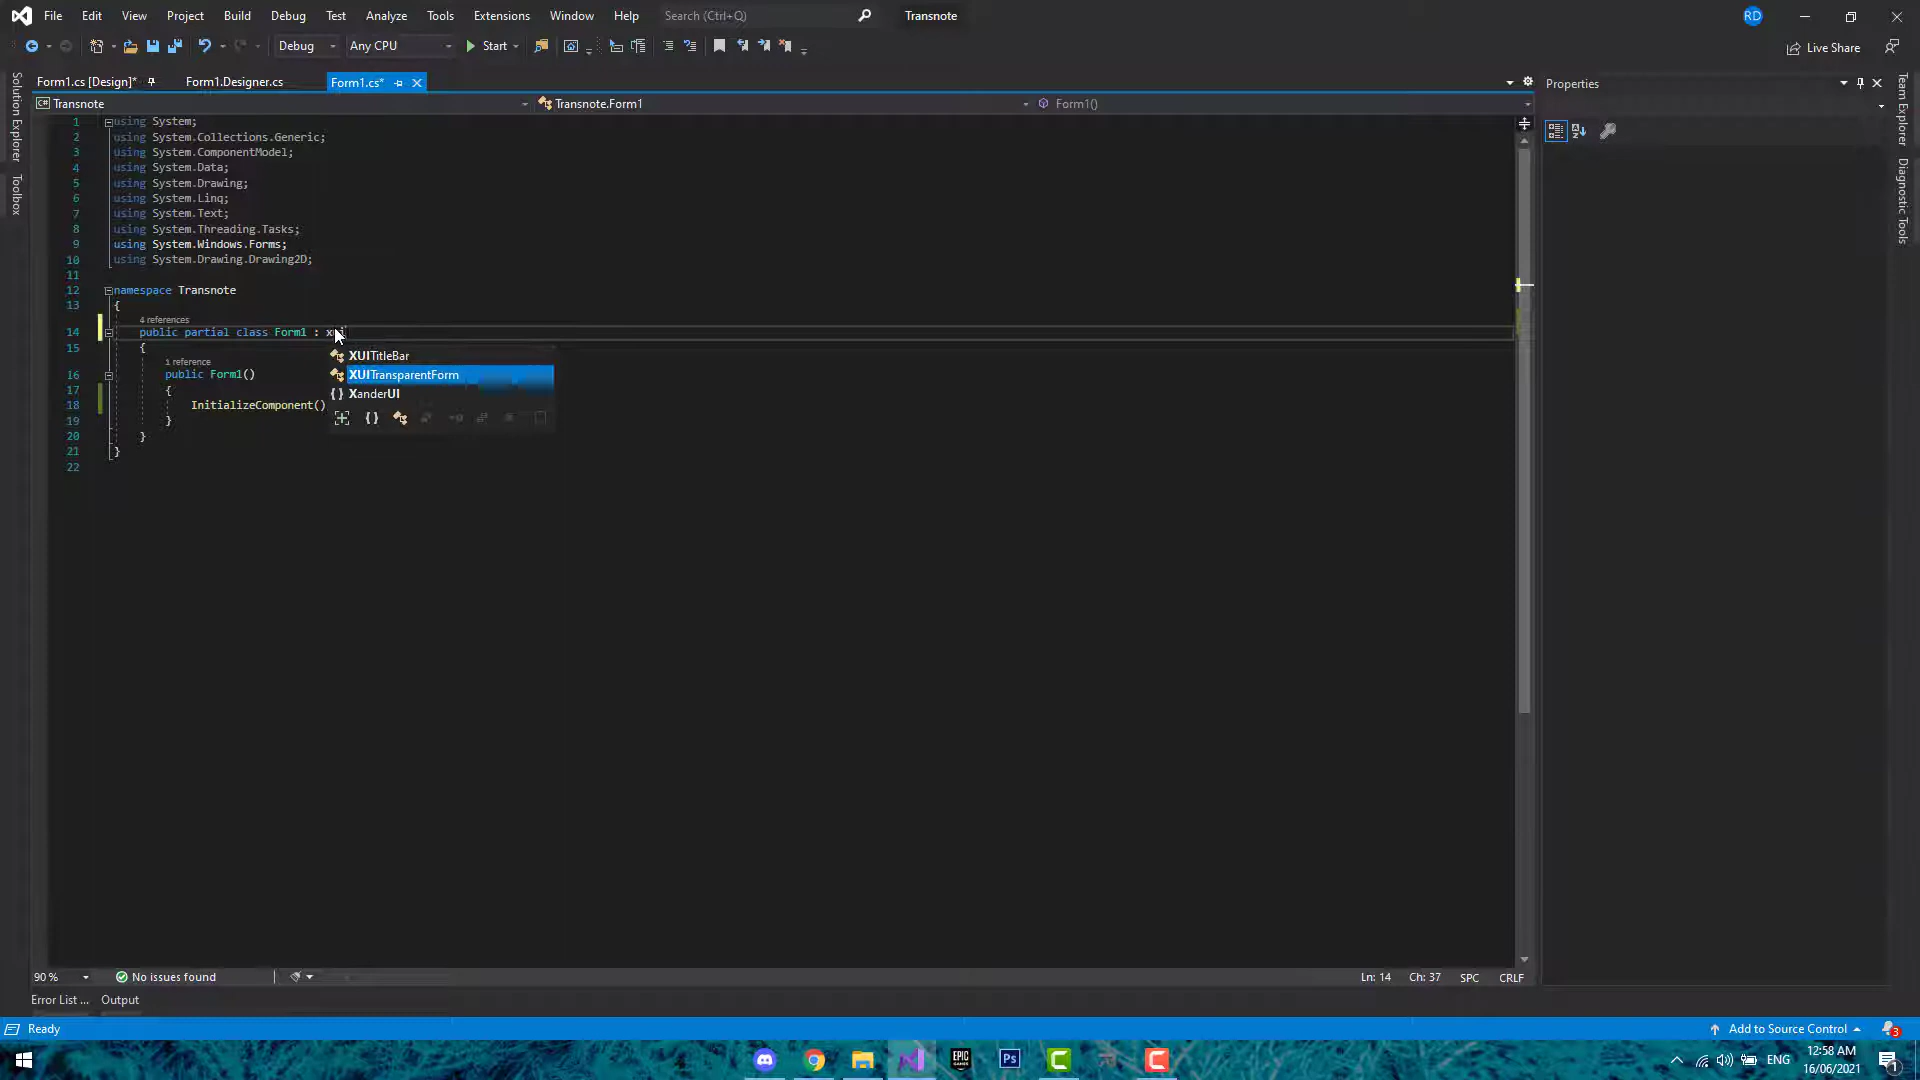 File Edit View Project Build Debug Test Analyze Tools Extensions Window Help Search (Ctrl+Q) Transnote RD
Debug Any CPU Start Live Share
Form1.cs [Design]* Form1.Designer.cs Form1.cs* Properties
Transnote Transnote.Form1 Form1()
Solution Explorer
Toolbox
Team Explorer
Diagnostic Tools
1 using System;
2 using System.Collections.Generic;
3 using System.ComponentModel;
4 using System.Data;
5 using System.Drawing;
6 using System.Linq;
7 using System.Text;
8 using System.Threading.Tasks;
9 using System.Windows.Forms;
10 using System.Drawing.Drawing2D;
11
12 namespace Transnote
13 {
4 references
14 public partial class Form1 : xui
15 {
1 reference
16 public Form1()
17 {
18 InitializeComponent()
19 }
20 }
21 }
22
XUITitleBar
XUITransparentForm
{ } XanderUI
90 % No issues found Ln: 14 Ch: 37 SPC CRLF
Error List ... Output
Ready Add to Source Control 3
EPIC GAMES Ps ENG 12:58 AM 1
16/06/2021